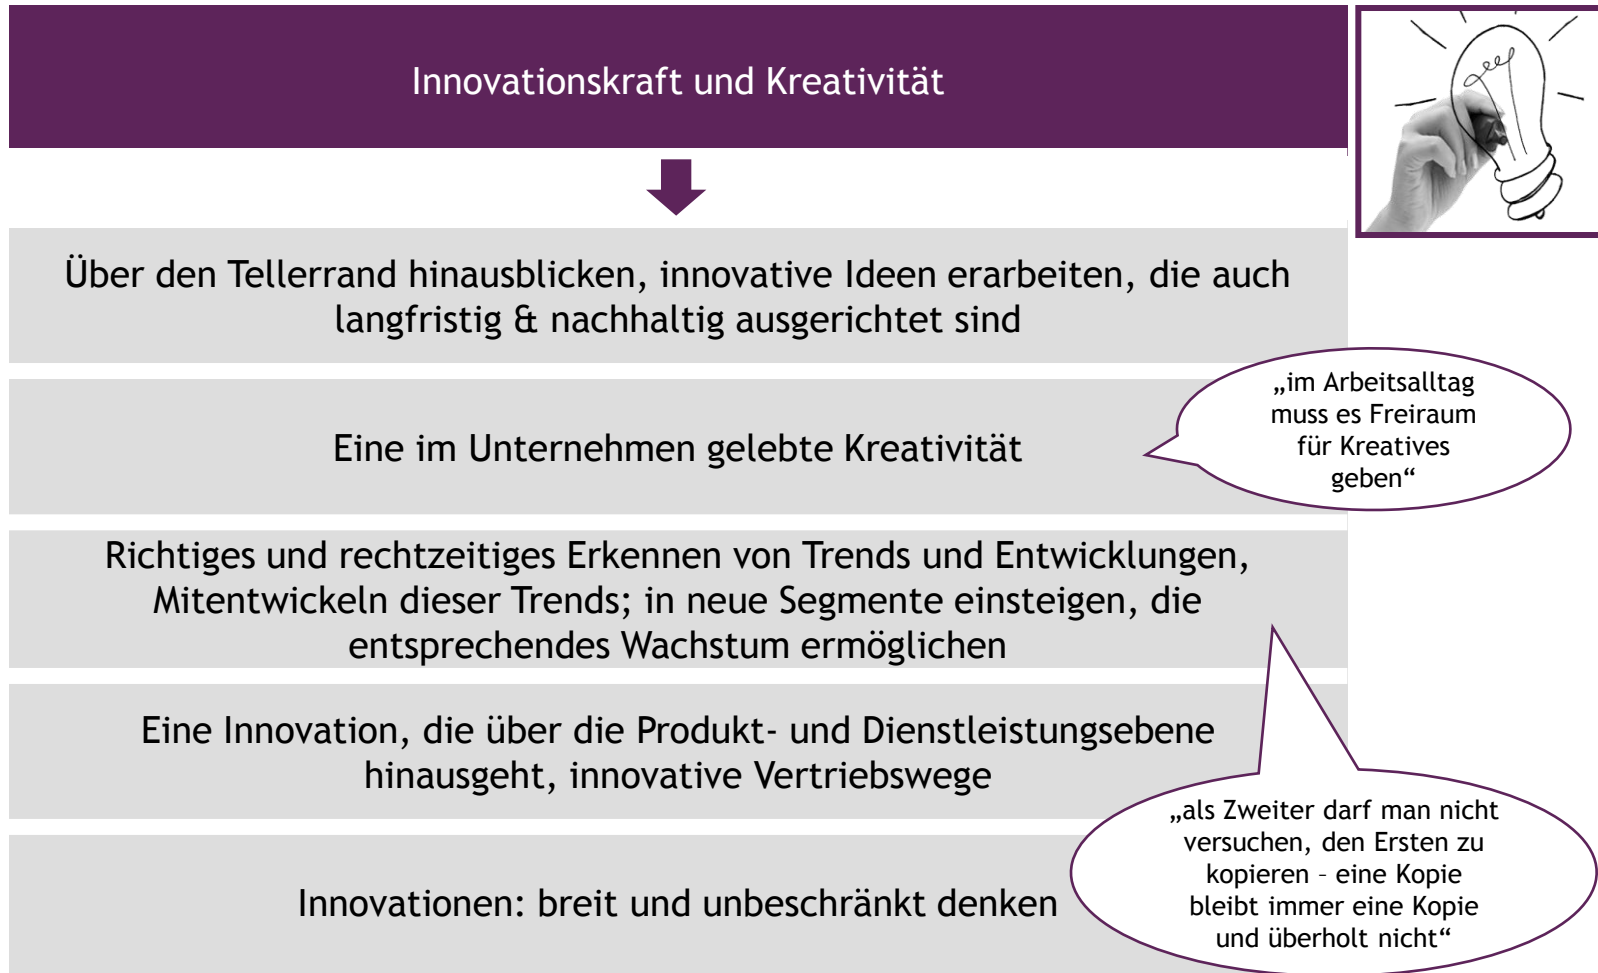 Innovationskraft und Kreativität
Über den Tellerrand hinausblicken, innovative Ideen erarbeiten, die auch
langfristig & nachhaltig ausgerichtet sind
„im Arbeitsalltag
muss es Freiraum
für Kreatives
geben“
Eine im Unternehmen gelebte Kreativität
Richtiges und rechtzeitiges Erkennen von Trends und Entwicklungen,
Mitentwickeln dieser Trends; in neue Segmente einsteigen, die
entsprechendes Wachstum ermöglichen
Eine Innovation, die über die Produkt- und Dienstleistungsebene
hinausgeht, innovative Vertriebswege
„als Zweiter darf man nicht
versuchen, den Ersten zu
kopieren – eine Kopie
bleibt immer eine Kopie
und überholt nicht“
Innovationen: breit und unbeschränkt denken